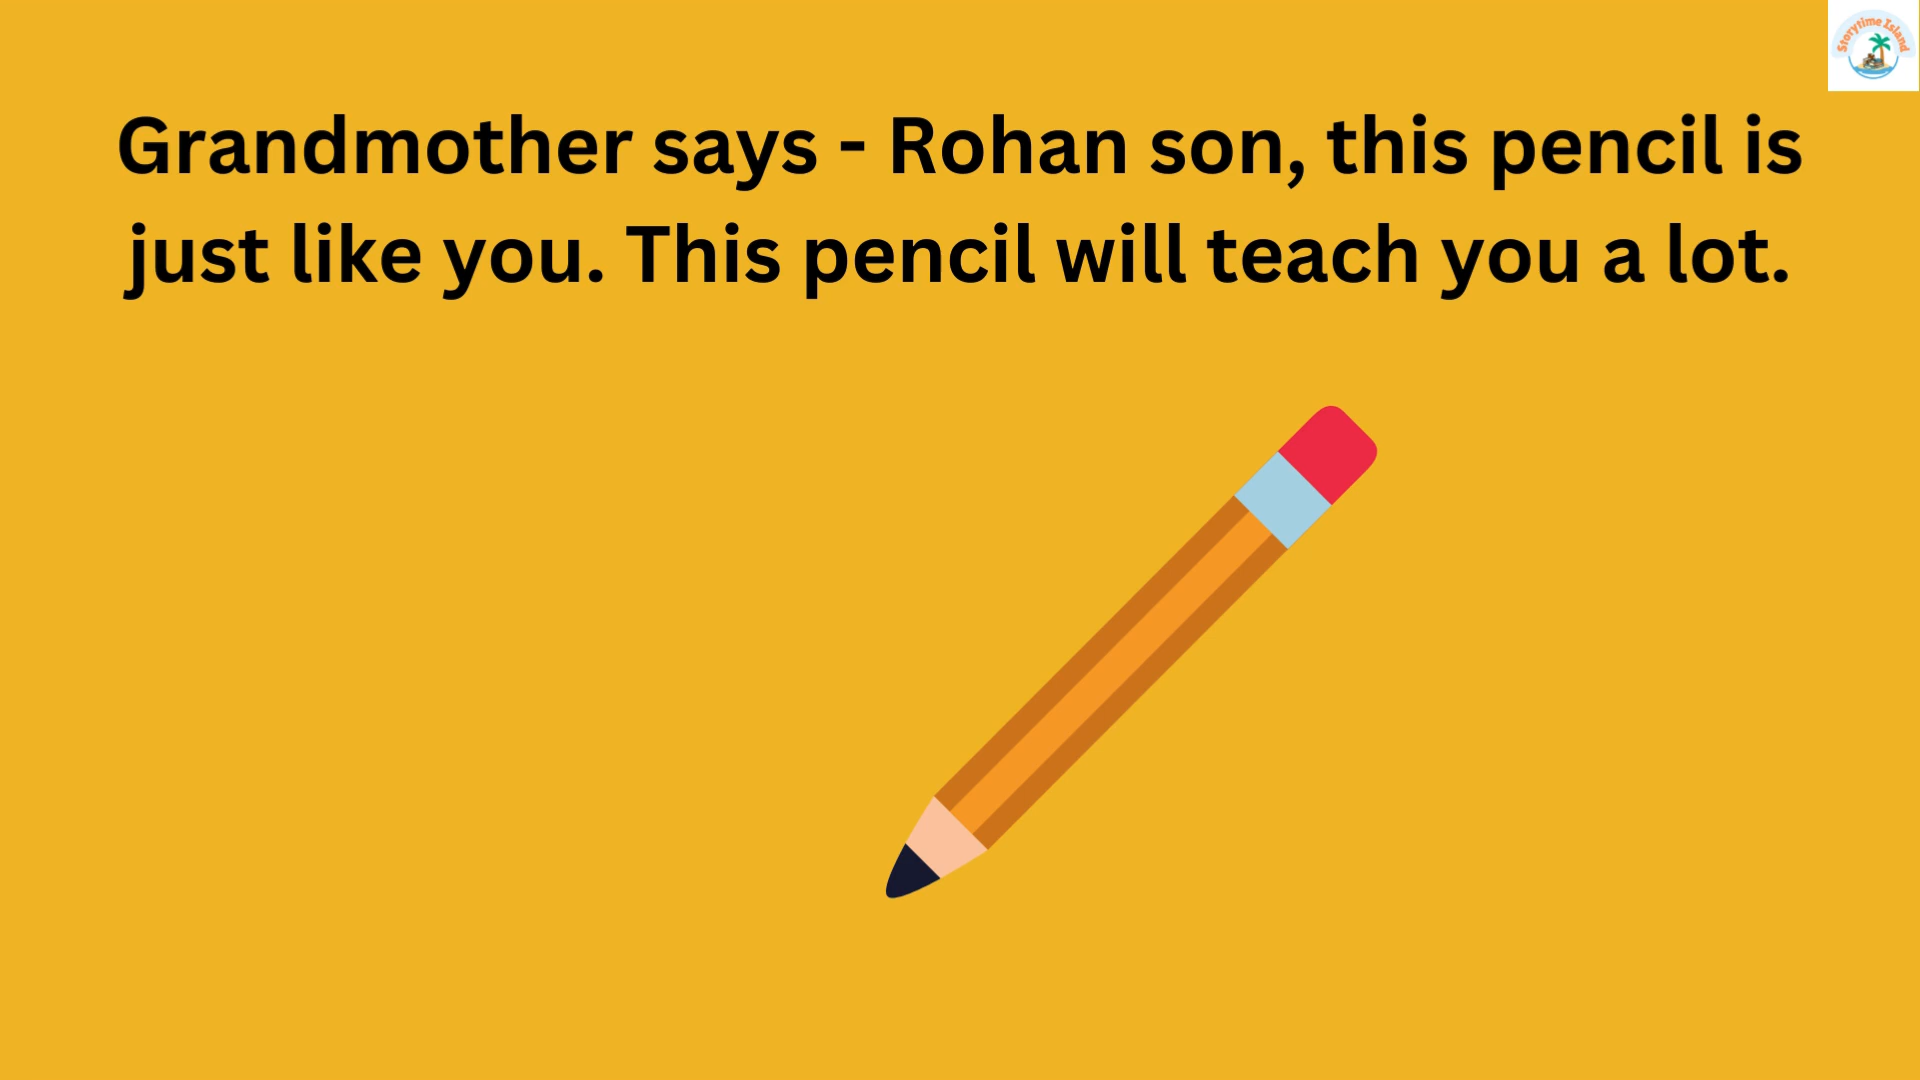 Storytime Island
Grandmother says - Rohan son, this pencil is
just like you. This pencil will teach you a lot.